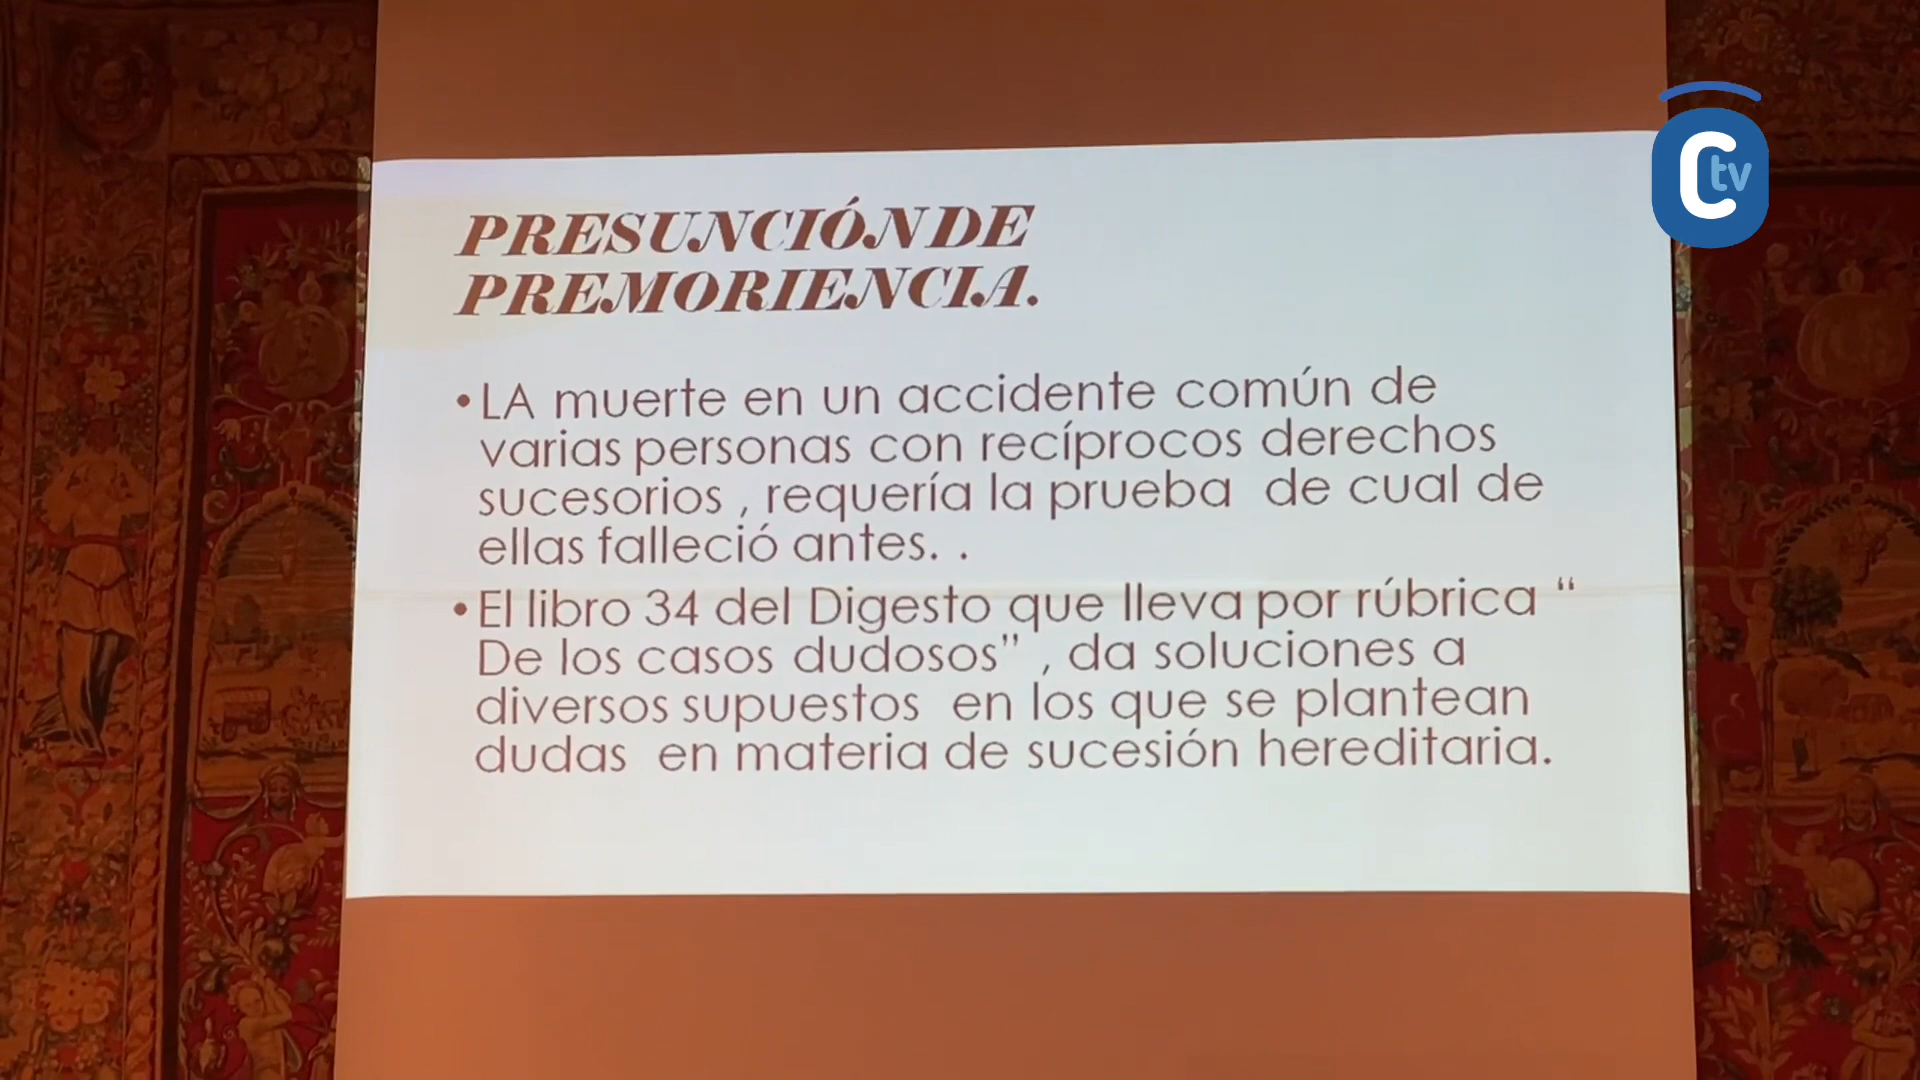 PRESUNCIÓN DE
PREMORIENCIA.
• LA muerte en un accidente común de
varias personas con recíprocos derechos
sucesorios , requería la prueba de cual de
ellas falleció antes. .
• El libro 34 del Digesto que lleva por rúbrica “
De los casos dudosos” , da soluciones a
diversos supuestos en los que se plantean
dudas en materia de sucesión hereditaria.
Ctv